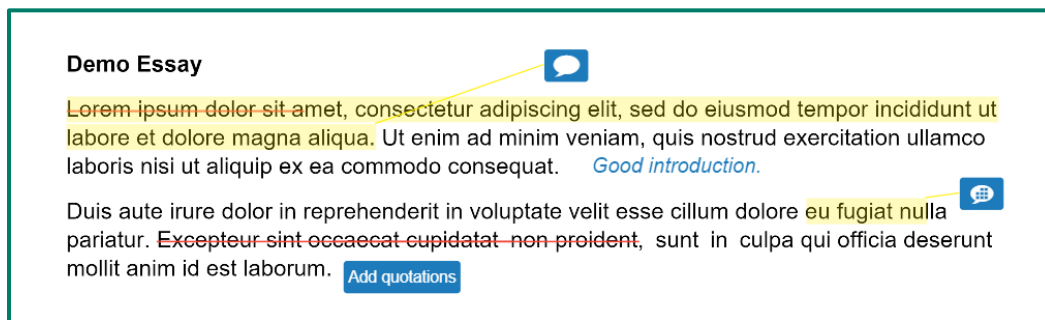 Demo Essay
Lorem ipsum dolor sit amet, consectetur adipiscing elit, sed do eiusmod tempor incididunt ut
labore et dolore magna aliqua. Ut enim ad minim veniam, quis nostrud exercitation ullamco
laboris nisi ut aliquip ex ea commodo consequat. Good introduction.
Duis aute irure dolor in reprehenderit in voluptate velit esse cillum dolore eu fugiat nulla
pariatur. Excepteur sint occaecat cupidatat non proident, sunt in culpa qui officia deserunt
mollit anim id est laborum. Add quotations